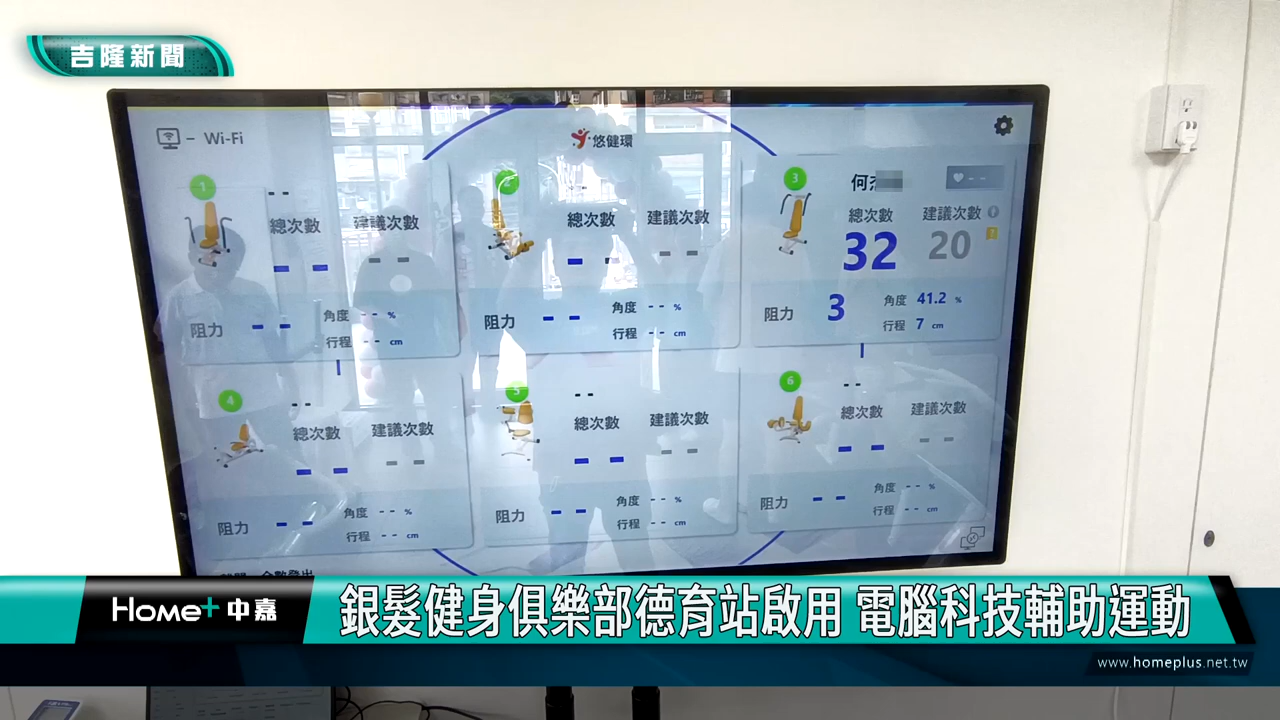 吉隆新聞
Wi-Fi
悠健環
1
--
總次數 建議次數
-- --
阻力 --
角度 -- %
行程 -- cm
2
--
總次數 建議次數
-- --
阻力 --
角度 -- %
行程 -- cm
3
何
--
總次數 建議次數
32 20
阻力 3
角度 41.2 %
行程 7 cm
4
--
總次數 建議次數
-- --
阻力 --
角度 -- %
行程 -- cm
5
--
總次數 建議次數
-- --
阻力 --
角度 -- %
行程 -- cm
6
--
總次數 建議次數
-- --
阻力 --
角度 -- %
行程 -- cm
Home+ 中嘉
銀髮健身俱樂部德育站啟用 電腦科技輔助運動
www.homeplus.net.tw